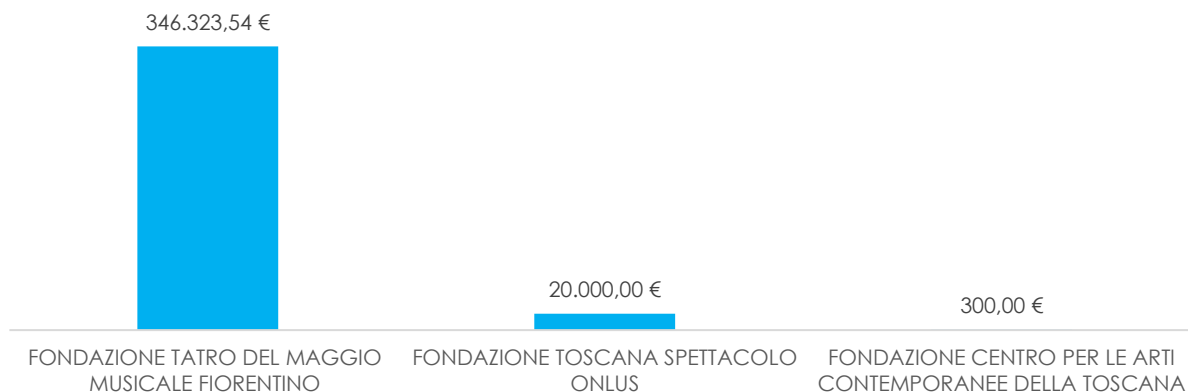 346.323,54 €
20.000,00 €
300,00 €
FONDAZIONE TATRO DEL MAGGIO
MUSICALE FIORENTINO
FONDAZIONE TOSCANA SPETTACOLO
ONLUS
FONDAZIONE CENTRO PER LE ARTI
CONTEMPORANEE DELLA TOSCANA